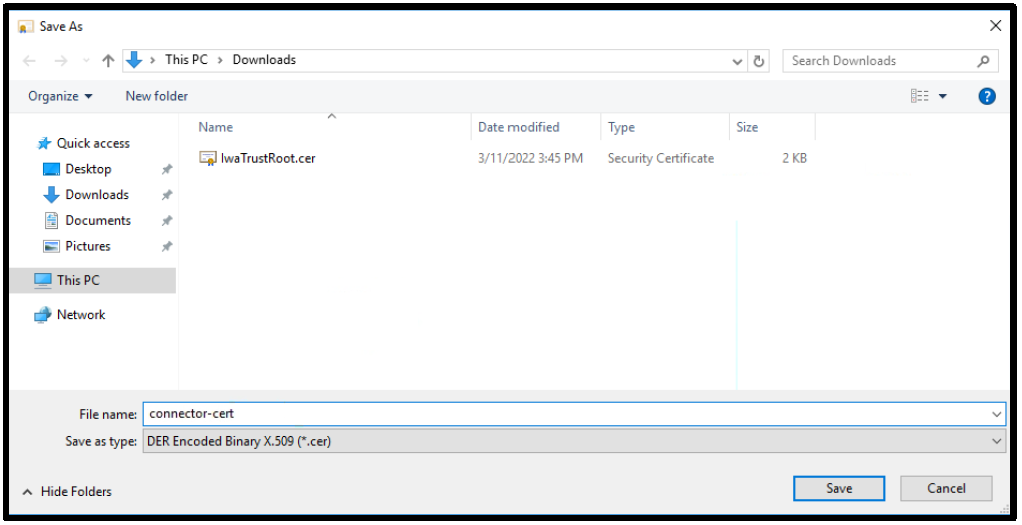 Save As
This PC > Downloads
Search Downloads
Organize
New folder
?
Name
Date modified
Type
Size
IwaTrustRoot.cer
3/11/2022 3:45 PM
Security Certificate
2 KB
Quick access
Desktop
Downloads
Documents
Pictures
This PC
Network
File name: connector-cert
Save as type: DER Encoded Binary X.509 (*.cer)
Hide Folders
Save
Cancel